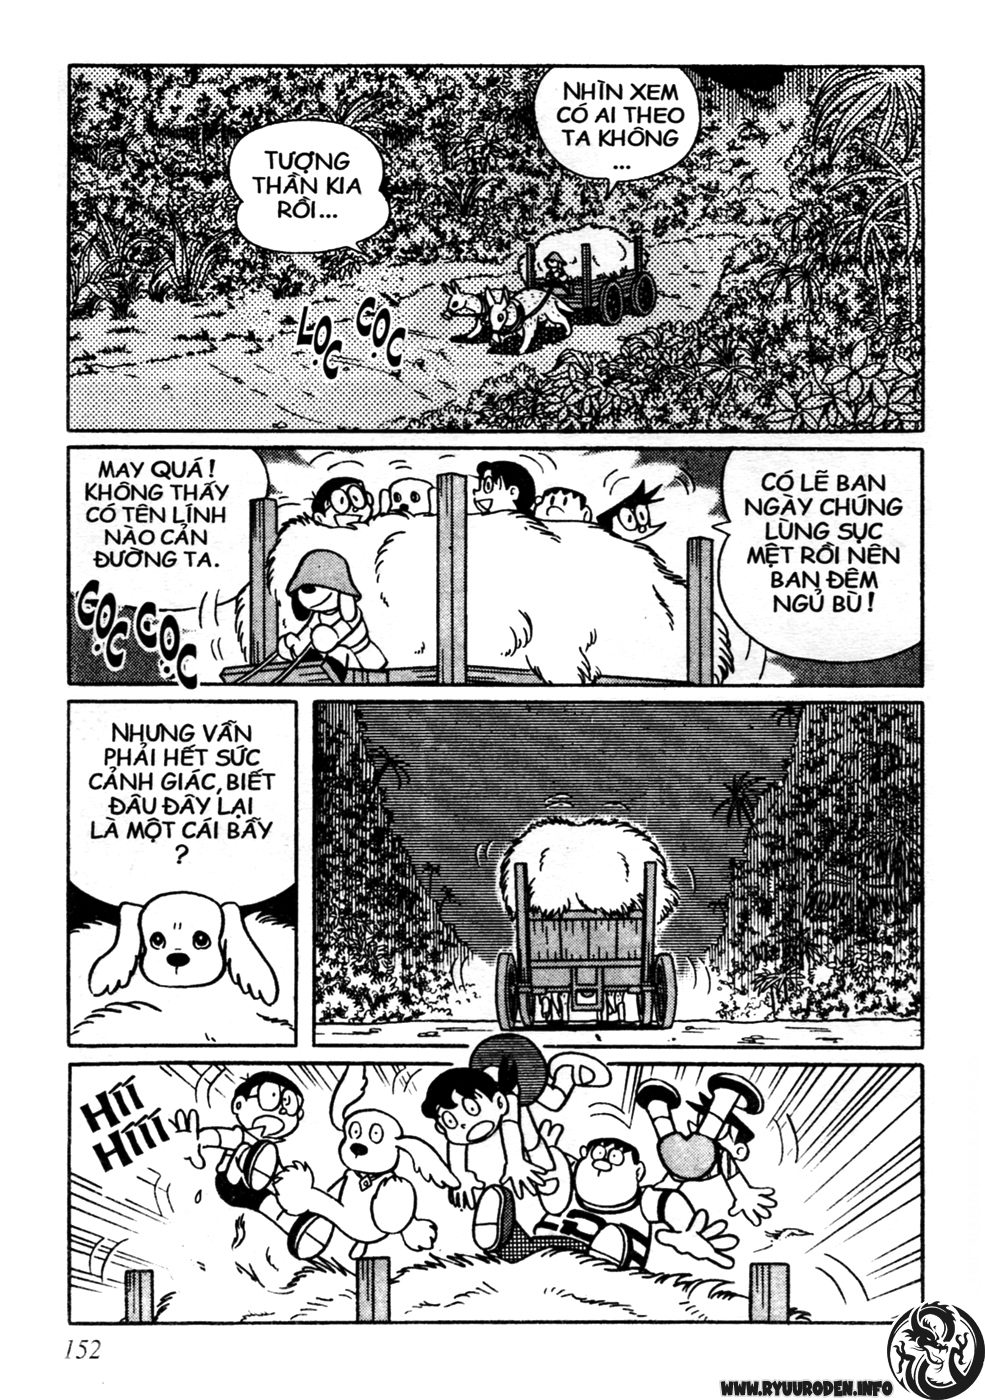 NHÌN XEM
CÓ AI THEO
TA KHÔNG
...
TƯỢNG
THẦN KIA
RỒI...
LỌC CỌC
MAY QUÁ!
KHÔNG THẤY
CÓ TÊN LÍNH
NÀO CẢN
ĐƯỜNG TA.
CÓ LẼ BAN
NGÀY CHÚNG
LÙNG SỤC
MỆT RỒI NÊN
BAN ĐÊM
NGỦ BÙ!
CỌC CỌC
NHƯNG VẪN
PHẢI HẾT SỨC
CẢNH GIÁC, BIẾT
ĐÂU ĐÂY LẠI
LÀ MỘT CÁI BẪY
?
HÍÍ
HÍÍÍ
152
WWW.RYUURODEN.INFO